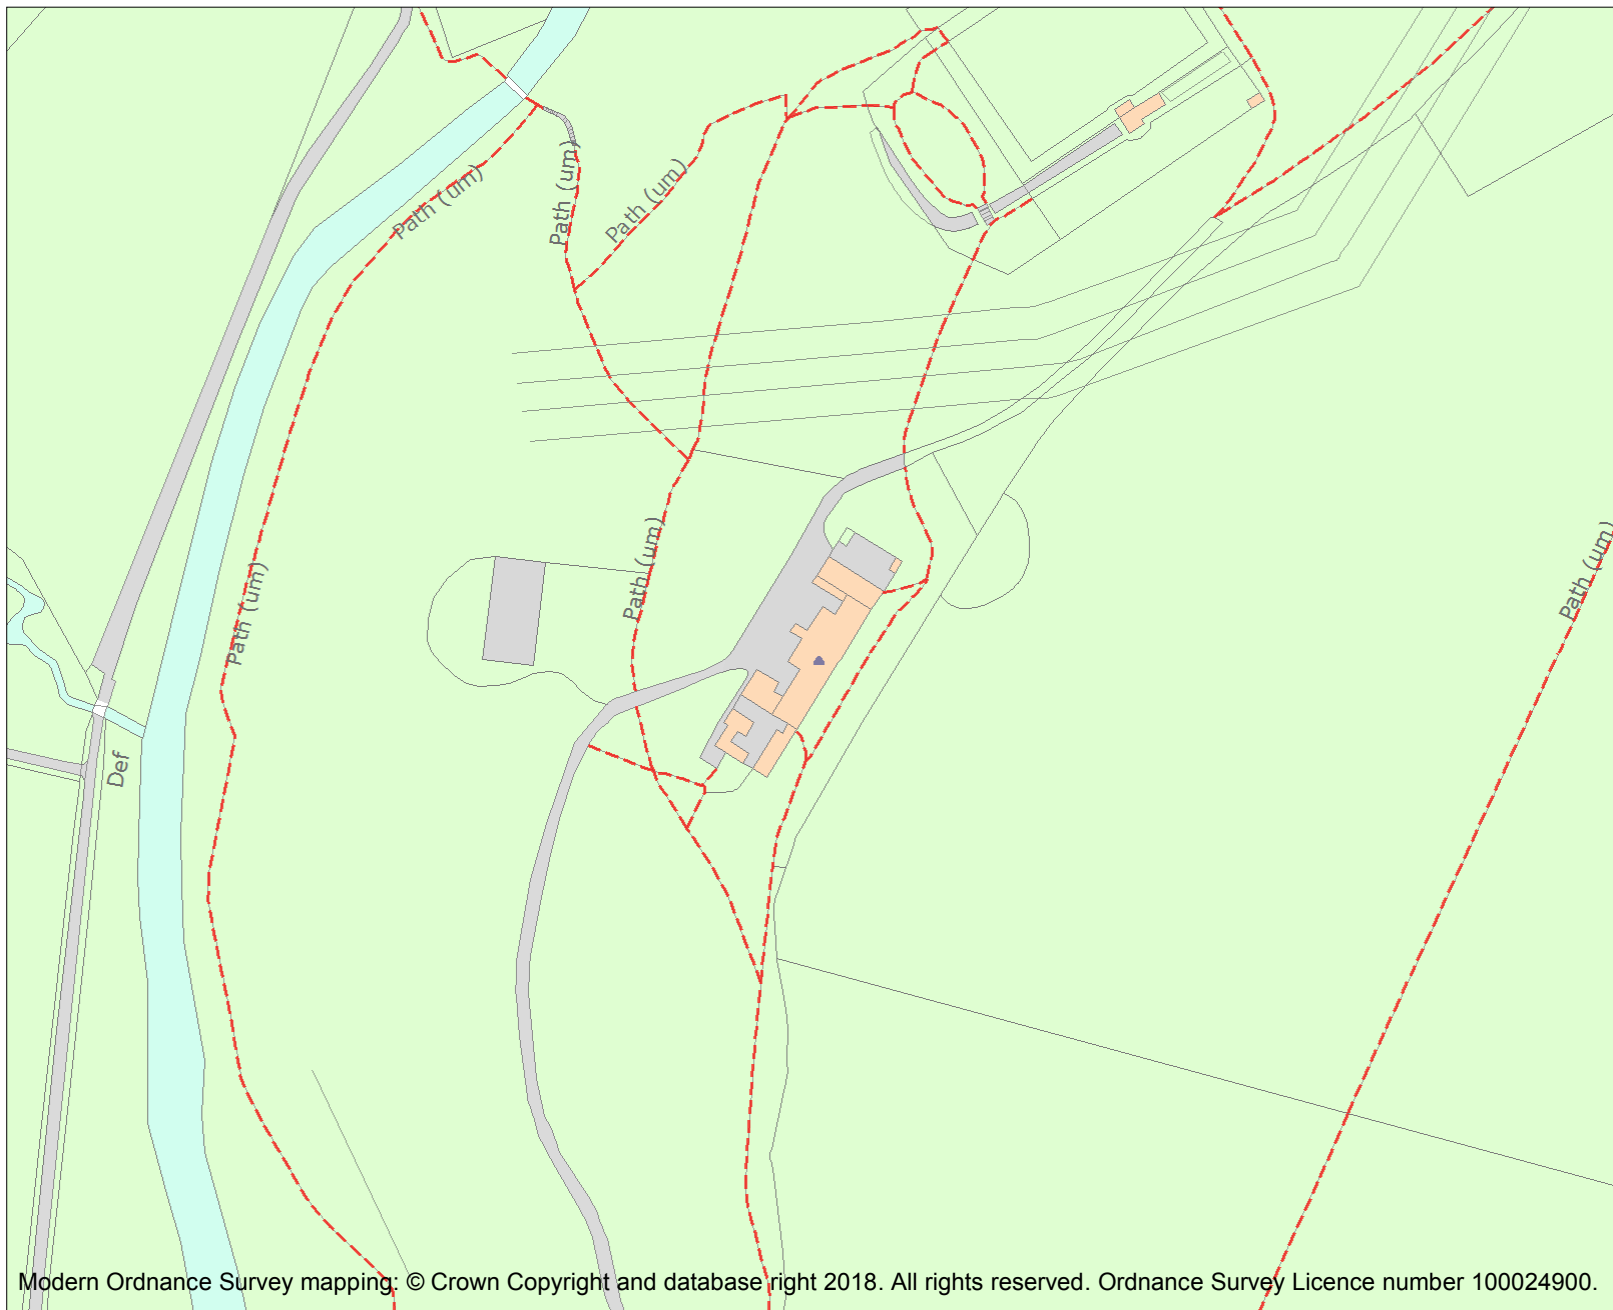 Path (um)
Path (um)
Path (um)
Path (um)
Path (um)
Path (um)
Def
Modern Ordnance Survey mapping: © Crown Copyright and database right 2018. All rights reserved. Ordnance Survey Licence number 100024900.